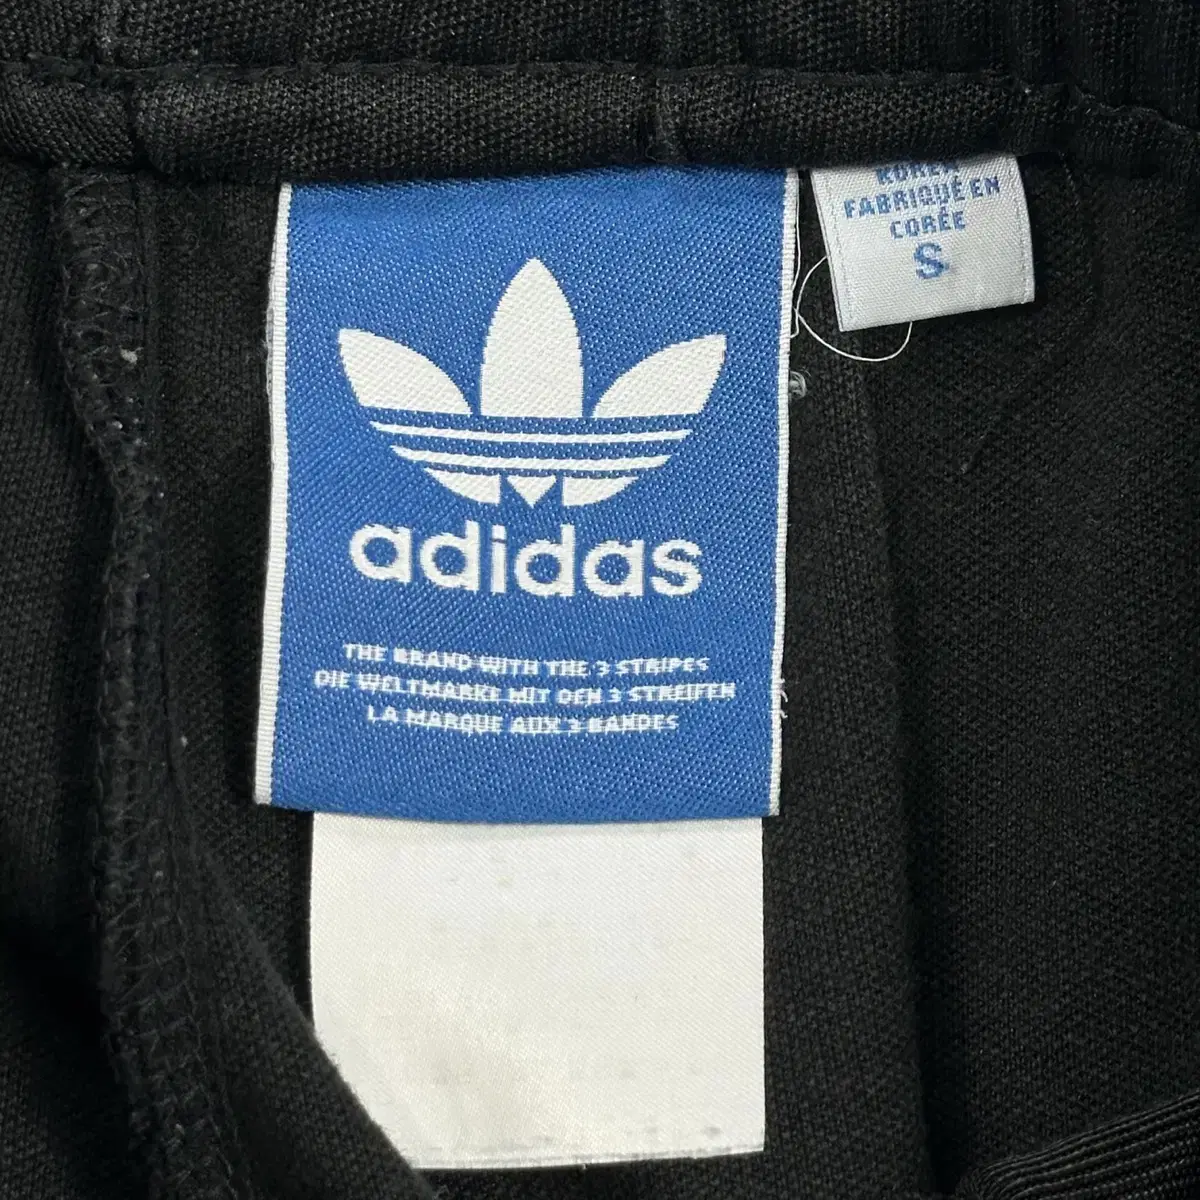 adidas
THE BRAND WITH THE 3 STRIPES
DIE WELTMARKE MIT DEN 3 STREIFEN
LA MARQUE AUX 3 BANDES
KOREA
FABRIQUÉ EN
CORÉE
S